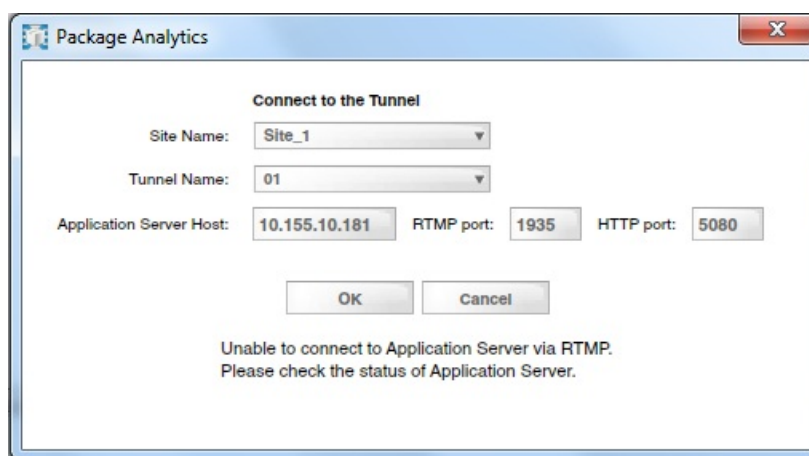 Package Analytics
Connect to the Tunnel
Site Name: Site_1
Tunnel Name: 01
Application Server Host: 10.155.10.181 RTMP port: 1935 HTTP port: 5080
OK Cancel
Unable to connect to Application Server via RTMP.
Please check the status of Application Server.